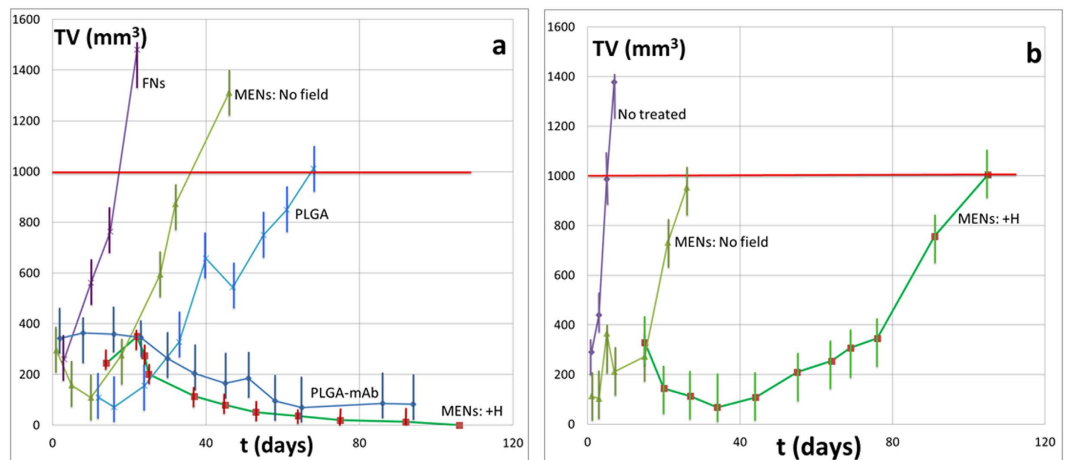 1600
TV (mm³)
a
1400
FNs
MENs: No field
1200
1000
PLGA
800
600
400
PLGA-mAb
200
MENs: +H
0
0
40
80
120
t (days)
1600
TV (mm³)
b
1400
No treated
1200
1000
MENs: +H
800
MENs: No field
600
400
200
0
0
40
80
120
t (days)